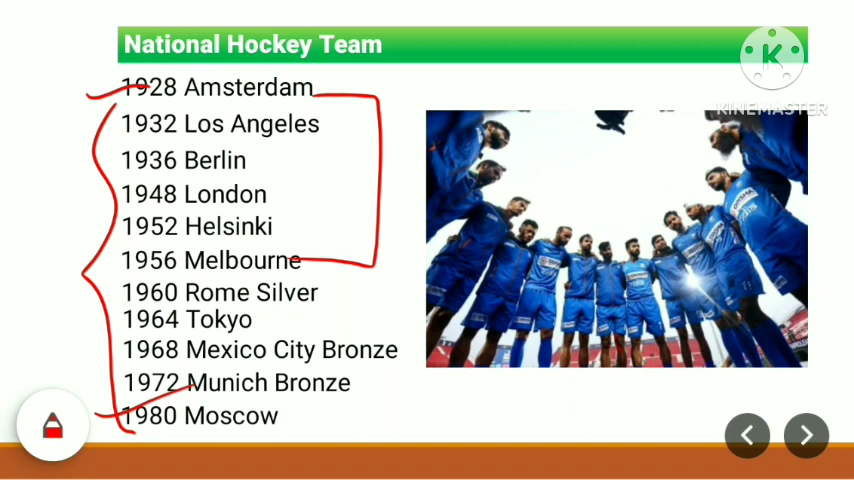 National Hockey Team
K
KINEMASTER
1928 Amsterdam
1932 Los Angeles
1936 Berlin
1948 London
1952 Helsinki
1956 Melbourne
1960 Rome Silver
1964 Tokyo
1968 Mexico City Bronze
1972 Munich Bronze
1980 Moscow